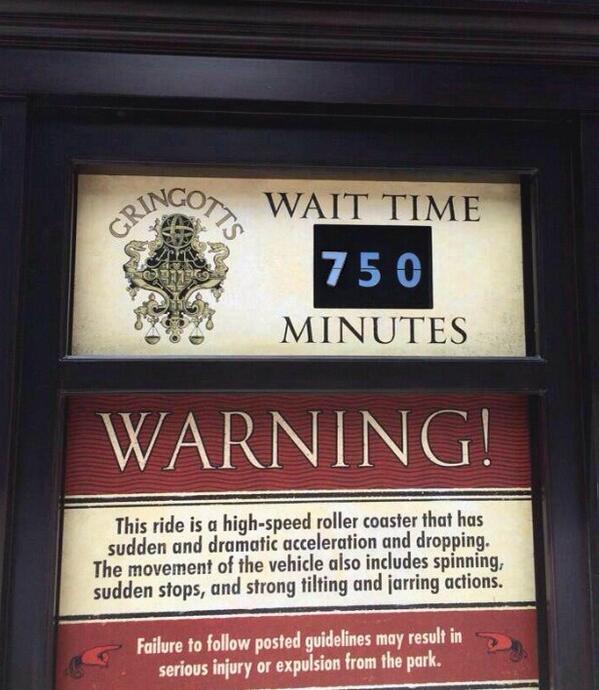 GRINGOTTS
WAIT TIME
750
MINUTES
WARNING!
This ride is a high-speed roller coaster that has
sudden and dramatic acceleration and dropping.
The movement of the vehicle also includes spinning,
sudden stops, and strong tilting and jarring actions.
Failure to follow posted guidelines may result in
serious injury or expulsion from the park.